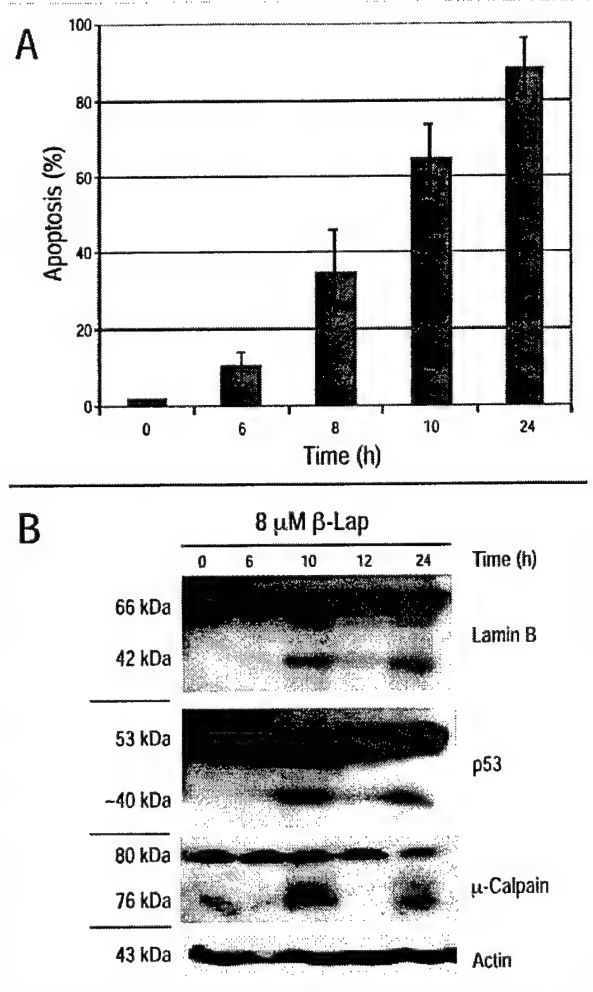 A
100
80
60
40
20
0
Apoptosis (%)
0 6 8 10 24
Time (h)
B
8 μM β-Lap
0 6 10 12 24 Time (h)
66 kDa
Lamin B
42 kDa
53 kDa
p53
~40 kDa
80 kDa
μ-Calpain
76 kDa
43 kDa
Actin